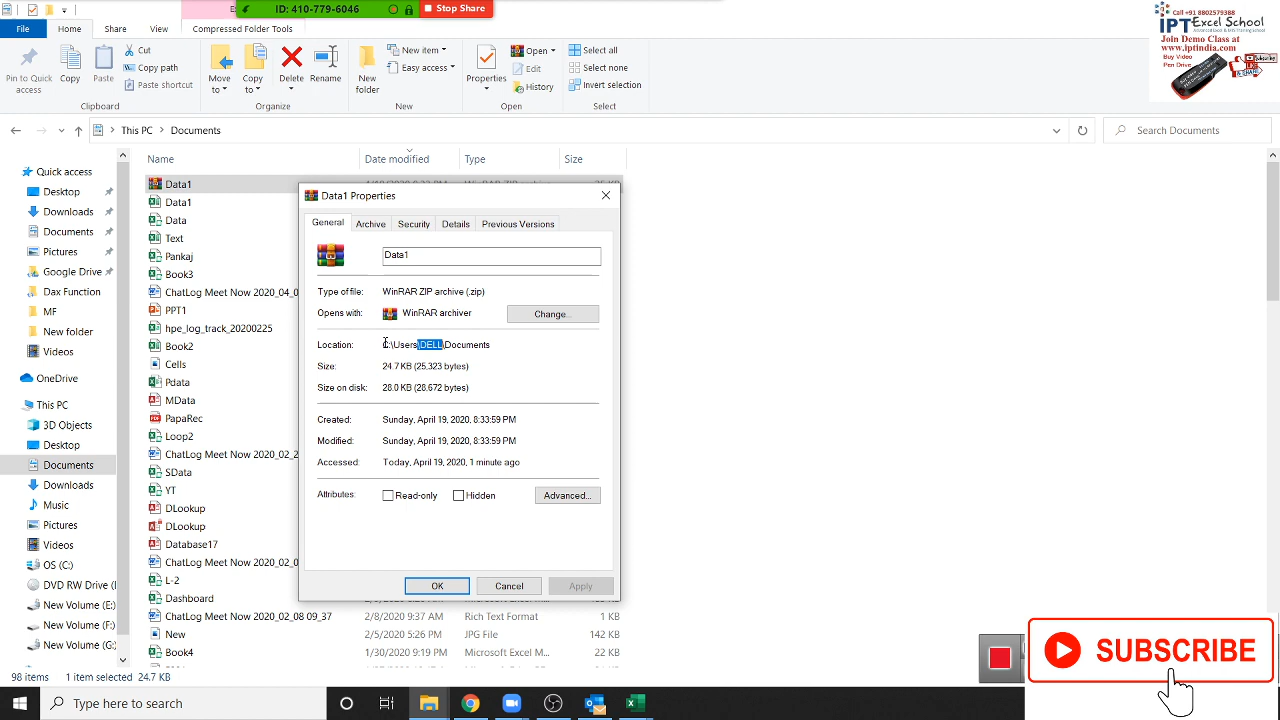 ID: 410-779-6046
Stop Share
File
Home
Share
View
Compressed Folder Tools
Pin to Quick access
Copy
Paste
Cut
Copy path
Paste shortcut
Clipboard
Move to
Copy to
Delete
Rename
Organize
New folder
New item
Easy access
New
Properties
Open
Edit
History
Open
Select all
Select none
Invert selection
Select
Call +91 8802579388
IPT Excel School
Advanced Excel & MIS Training School
Join Demo Class at
www.iptindia.com
Buy Video
Pen Drive
This PC
Documents
Search Documents
Name
Date modified
Type
Size
Quick access
Desktop
Downloads
Documents
Pictures
Google Drive
Dax Function
MF
New folder
Videos
OneDrive
This PC
3D Objects
Desktop
Documents
Downloads
Music
Pictures
Videos
OS (C:)
DVD RW Drive (
New Volume (E:)
New Volume (F:)
New Volume (G:)
Data1
Data1
Data
Text
Pankaj
Book3
ChatLog Meet Now 2020_04_0
PPT1
hpe_log_track_20200225
Book2
Cells
Pdata
MData
PapaRec
Loop2
ChatLog Meet Now 2020_02_2
SData
YT
DLookup
DLookup
Database17
ChatLog Meet Now 2020_02_0
L-2
Dashboard
ChatLog Meet Now 2020_02_08 09_37 2/8/2020 9:37 AM Rich Text Format 1 KB
New 2/5/2020 5:26 PM JPG File 142 KB
Book4 1/30/2020 9:19 PM Microsoft Excel M... 22 KB
Data1 Properties
General
Archive
Security
Details
Previous Versions
Data1
Type of file: WinRAR ZIP archive (.zip)
Opens with: WinRAR archiver
Change...
Location: C:\Users\DELL\Documents
Size: 24.7 KB (25,323 bytes)
Size on disk: 28.0 KB (28,672 bytes)
Created: Sunday, April 19, 2020, 8:33:59 PM
Modified: Sunday, April 19, 2020, 8:33:59 PM
Accessed: Today, April 19, 2020, 1 minute ago
Attributes: Read-only Hidden
Advanced...
OK
Cancel
Apply
SUBSCRIBE
98 items 1 item selected 24.7 KB
Type here to search